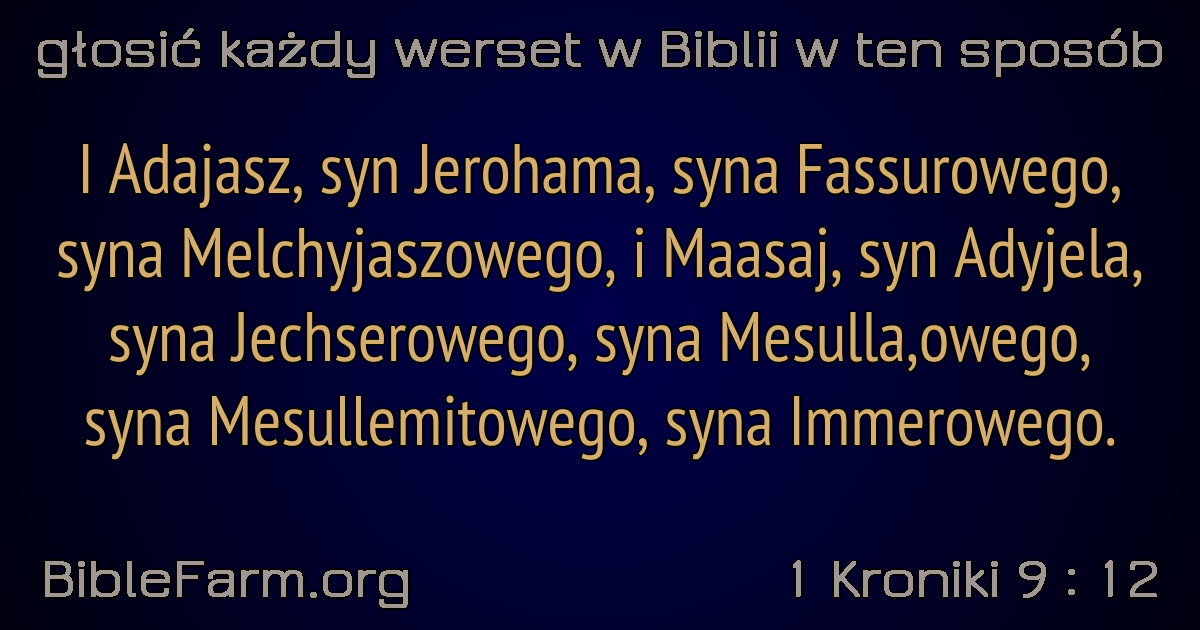 głosić każdy werset w Biblii w ten sposób
I Adajasz, syn Jerohama, syna Fassurowego,
syna Melchyjaszowego, i Maasaj, syn Adyjela,
syna Jechserowego, syna Mesulla,owego,
syna Mesullemitowego, syna Immerowego.
BibleFarm.org
1 Kroniki 9 : 12